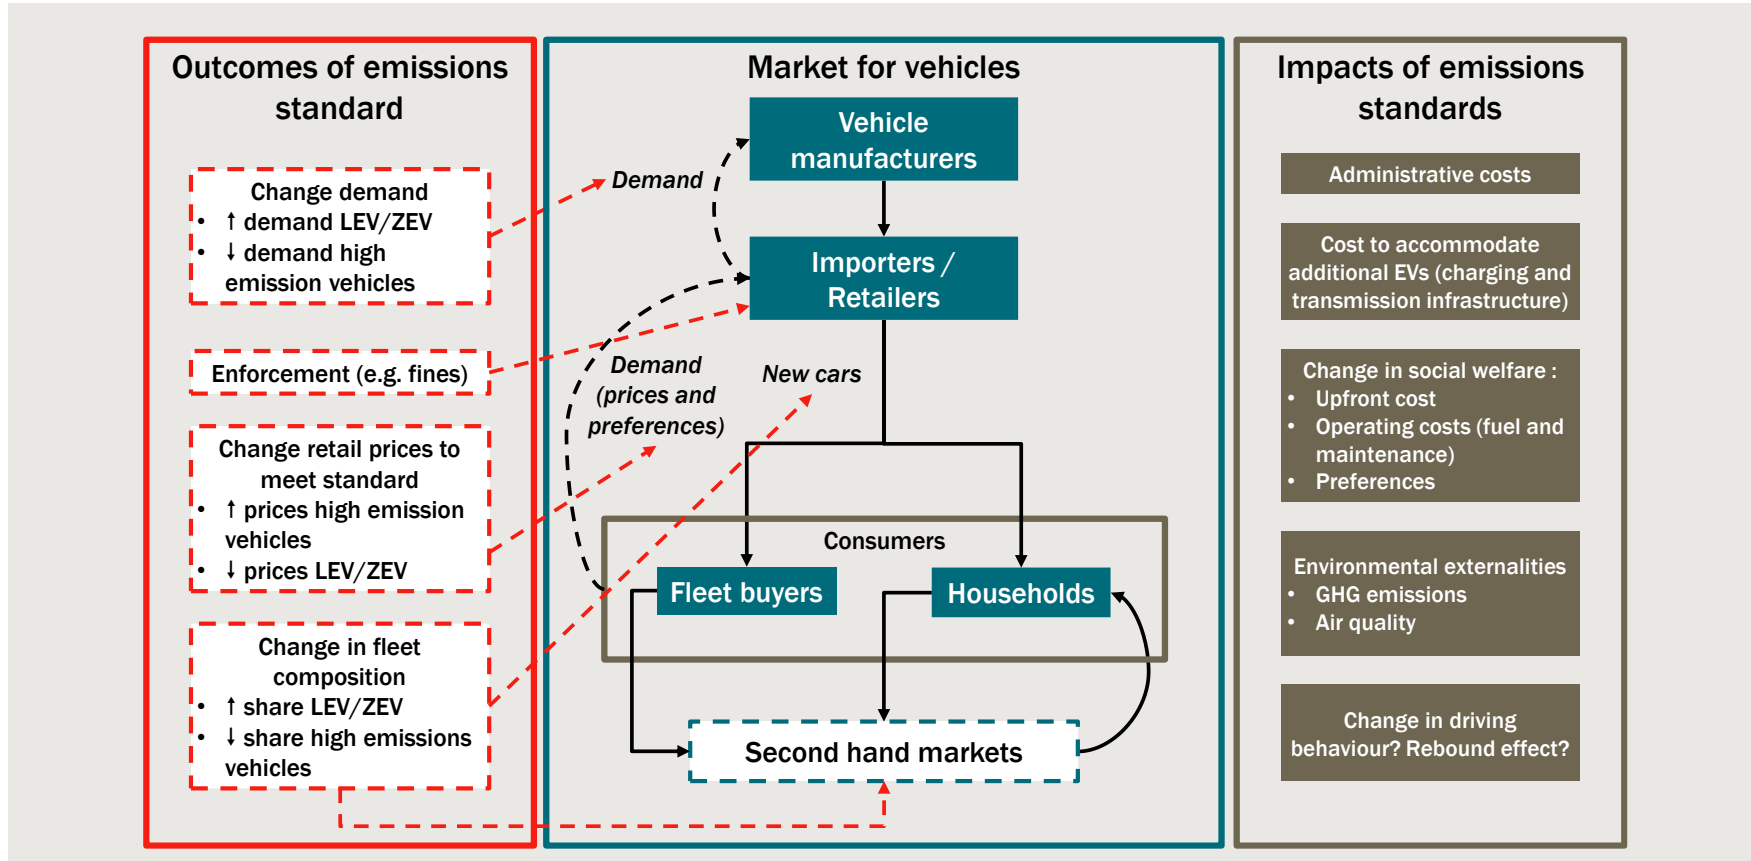 Outcomes of emissions
standard
Change demand
• ↑ demand LEV/ZEV
• ↓ demand high
emission vehicles
Enforcement (e.g. fines)
Change retail prices to
meet standard
• ↑ prices high emission
vehicles
• ↓ prices LEV/ZEV
Change in fleet
composition
• ↑ share LEV/ZEV
• ↓ share high emissions
vehicles
Market for vehicles
Vehicle
manufacturers
Demand
Importers /
Retailers
Demand
(prices and
preferences)
New cars
Consumers
Fleet buyers
Households
Second hand markets
Impacts of emissions
standards
Administrative costs
Cost to accommodate
additional EVs (charging and
transmission infrastructure)
Change in social welfare :
• Upfront cost
• Operating costs (fuel and
maintenance)
• Preferences
Environmental externalities
• GHG emissions
• Air quality
Change in driving
behaviour? Rebound effect?